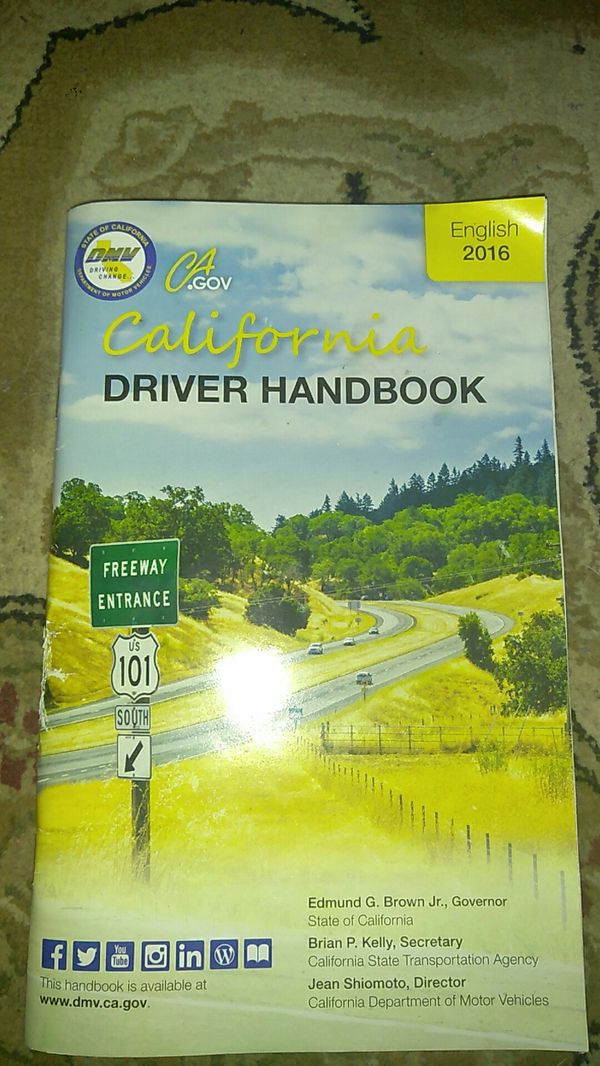 STATE OF CALIFORNIA
DMV
DRIVING
CHANGE...
DEPARTMENT OF MOTOR VEHICLES
CA
.GOV
English
2016
California
DRIVER HANDBOOK
FREEWAY
ENTRANCE
US
101
SOUTH
Edmund G. Brown Jr., Governor
State of California
Brian P. Kelly, Secretary
California State Transportation Agency
Jean Shiomoto, Director
California Department of Motor Vehicles
f You Tube in W
This handbook is available at
www.dmv.ca.gov.